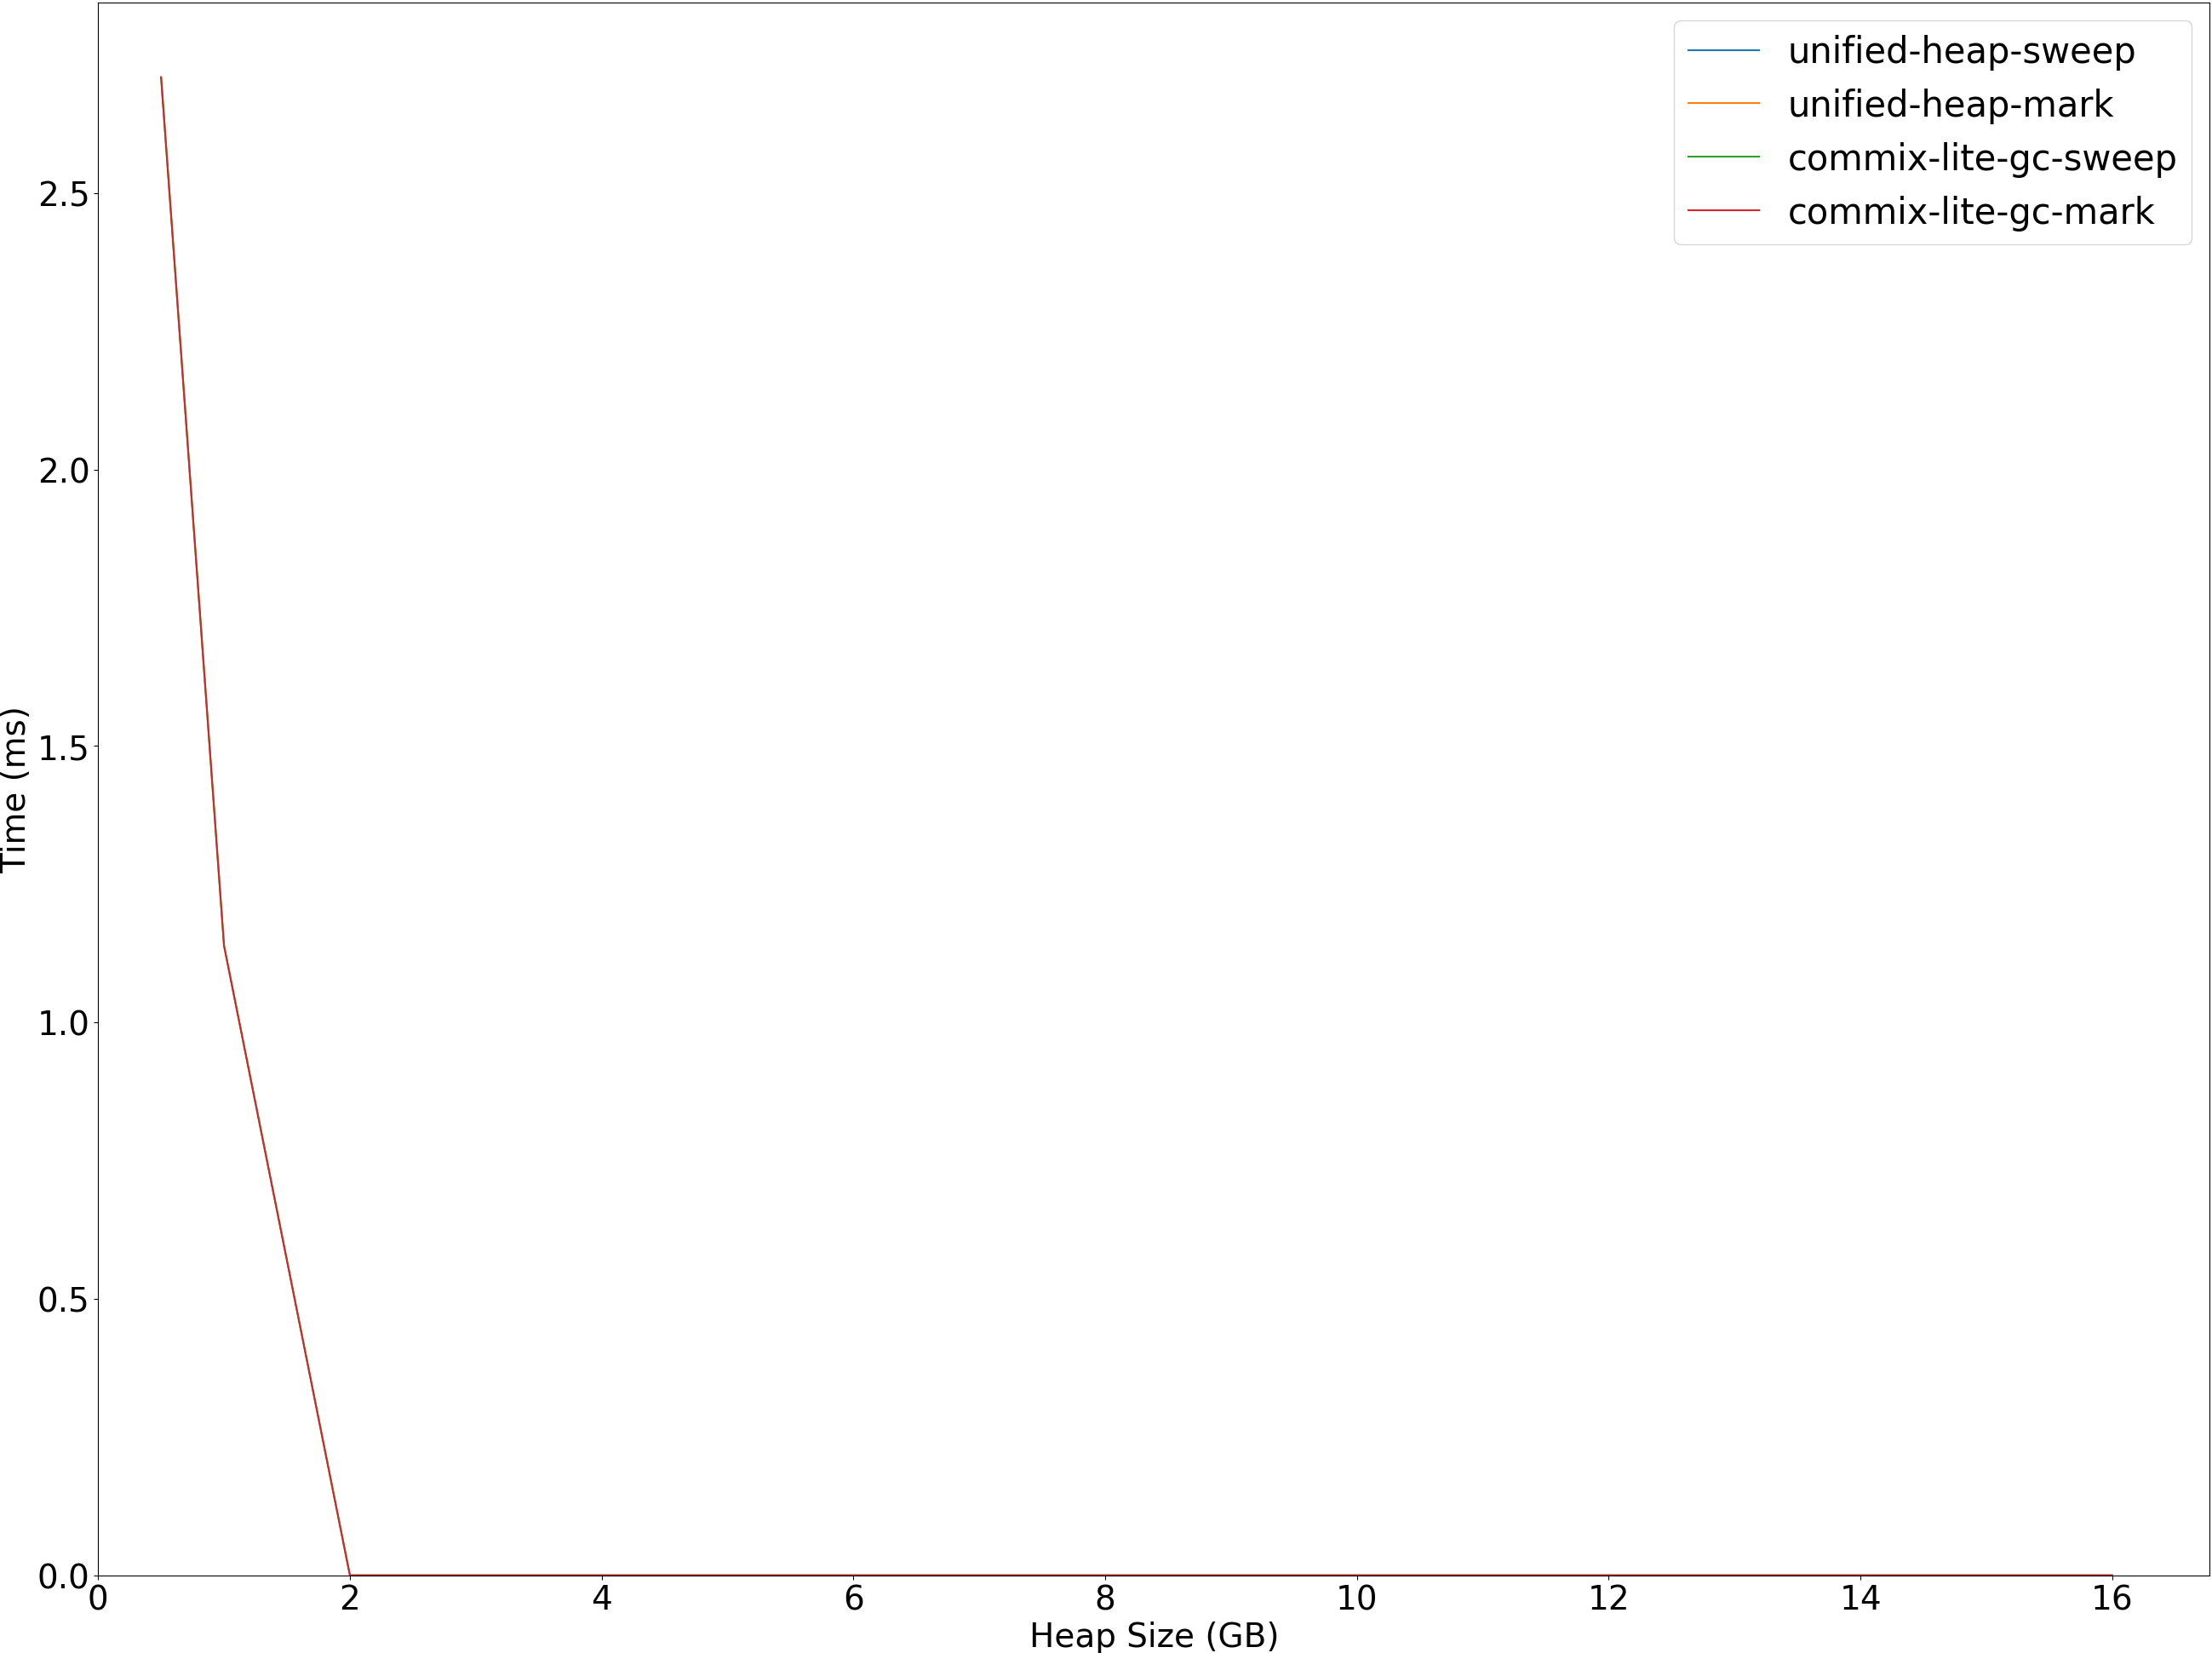 unified-heap-sweep
unified-heap-mark
commix-lite-gc-sweep
commix-lite-gc-mark
2.5
2.0
1.5
1.0
0.5
0.0
Time (ms)
0 2 4 6 8 10 12 14 16
Heap Size (GB)